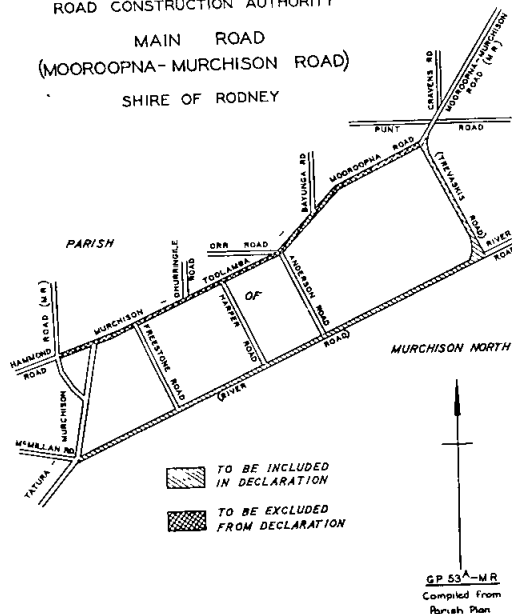 ROAD CONSTRUCTION AUTHORITY
MAIN ROAD
(MOOROOPNA-MURCHISON ROAD)
SHIRE OF RODNEY
CRAVENS RD
MOOROOPNA-MURCHISON
ROAD (MR)
PUNT ROAD
BAYUNGA RD
MOOROOPNA ROAD
(TREVASKIS ROAD)
RIVER
ROAD
PARISH
DHURRINGILE
ROAD
ORR ROAD
MURCHISON TOOLAMBA
OF
ANDERSON ROAD
HARPER ROAD
FREESTONE ROAD
ROAD (MR)
HAMMOND
ROAD
MURCHISON
(RIVER ROAD)
MURCHISON NORTH
McMILLAN RD
TATURA
TO BE INCLUDED
IN DECLARATION
TO BE EXCLUDED
FROM DECLARATION
GP 53A-MR
Compiled from
Parish Plan